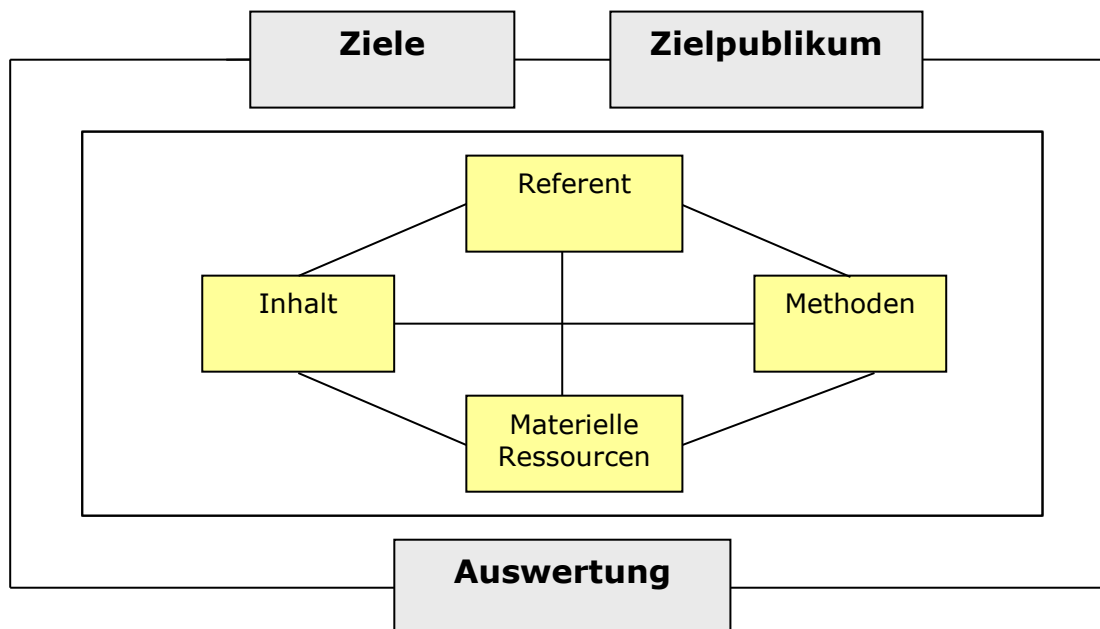 Ziele
Zielpublikum
Referent
Inhalt
Methoden
Materielle
Ressourcen
Auswertung